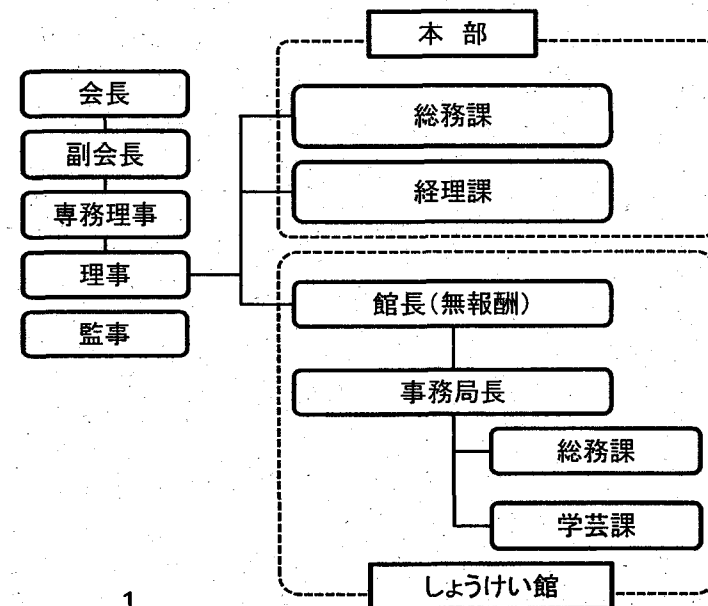 本部
会長
副会長
専務理事
理事
監事
総務課
経理課
館長(無報酬)
事務局長
総務課
学芸課
しょうけい館
1